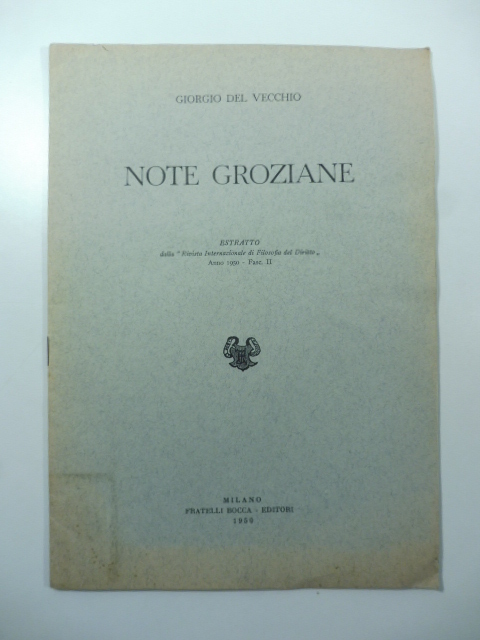 GIORGIO DEL VECCHIO
NOTE GROZIANE
ESTRATTO
dalla "Rivista Internazionale di Filosofia del Diritto„
Anno 1950 - Fasc. II
MILANO
FRATELLI BOCCA - EDITORI
1950